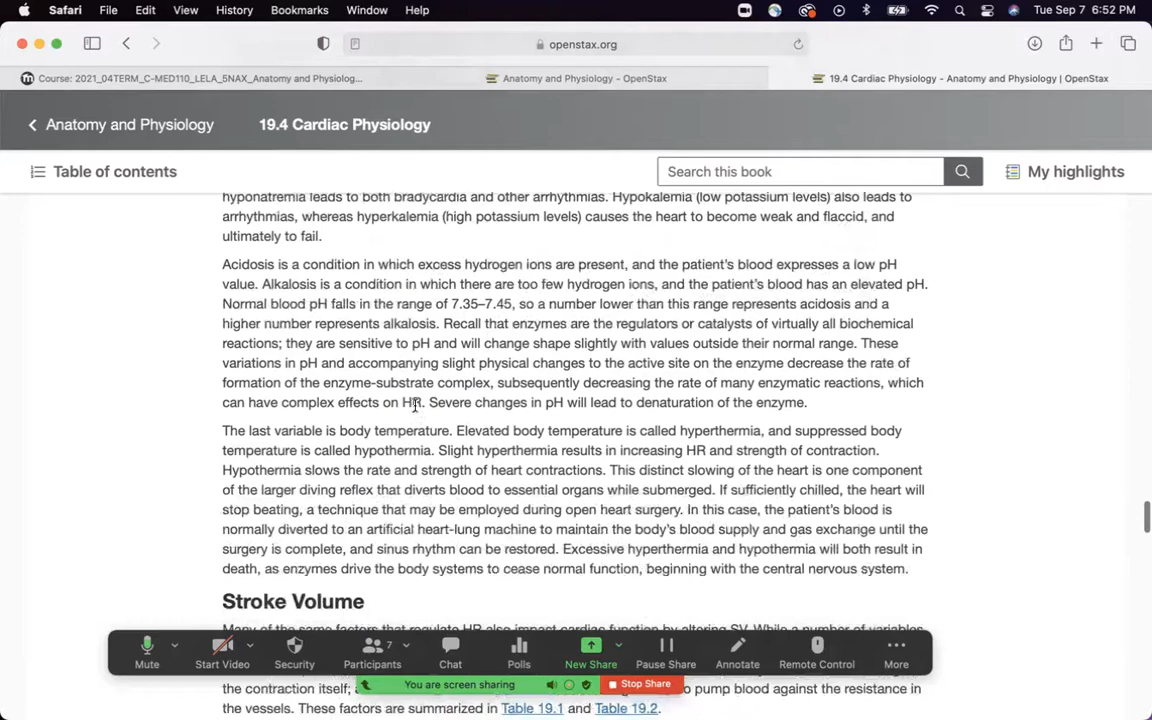 Safari File Edit View History Bookmarks Window Help Tue Sep 7 6:52 PM
openstax.org
Course: 2021_04TERM_C-MED110_LELA_5NAX_Anatomy and Physiolog... Anatomy and Physiology - OpenStax 19.4 Cardiac Physiology - Anatomy and Physiology | OpenStax
Anatomy and Physiology 19.4 Cardiac Physiology
Table of contents Search this book My highlights
hyponatremia leads to both bradycardia and other arrhythmias. Hypokalemia (low potassium levels) also leads to
arrhythmias, whereas hyperkalemia (high potassium levels) causes the heart to become weak and flaccid, and
ultimately to fail.
Acidosis is a condition in which excess hydrogen ions are present, and the patient's blood expresses a low pH
value. Alkalosis is a condition in which there are too few hydrogen ions, and the patient's blood has an elevated pH.
Normal blood pH falls in the range of 7.35–7.45, so a number lower than this range represents acidosis and a
higher number represents alkalosis. Recall that enzymes are the regulators or catalysts of virtually all biochemical
reactions; they are sensitive to pH and will change shape slightly with values outside their normal range. These
variations in pH and accompanying slight physical changes to the active site on the enzyme decrease the rate of
formation of the enzyme-substrate complex, subsequently decreasing the rate of many enzymatic reactions, which
can have complex effects on HR. Severe changes in pH will lead to denaturation of the enzyme.
The last variable is body temperature. Elevated body temperature is called hyperthermia, and suppressed body
temperature is called hypothermia. Slight hyperthermia results in increasing HR and strength of contraction.
Hypothermia slows the rate and strength of heart contractions. This distinct slowing of the heart is one component
of the larger diving reflex that diverts blood to essential organs while submerged. If sufficiently chilled, the heart will
stop beating, a technique that may be employed during open heart surgery. In this case, the patient's blood is
normally diverted to an artificial heart-lung machine to maintain the body's blood supply and gas exchange until the
surgery is complete, and sinus rhythm can be restored. Excessive hyperthermia and hypothermia will both result in
death, as enzymes drive the body systems to cease normal function, beginning with the central nervous system.
Stroke Volume
Many of the same factors that regulate HR also impact cardiac function by altering SV. While a number of variables
7
Mute Start Video Security Participants Chat Polls New Share Pause Share Annotate Remote Control More
You are screen sharing Stop Share
the contraction itself; to pump blood against the resistance in
the vessels. These factors are summarized in Table 19.1 and Table 19.2.